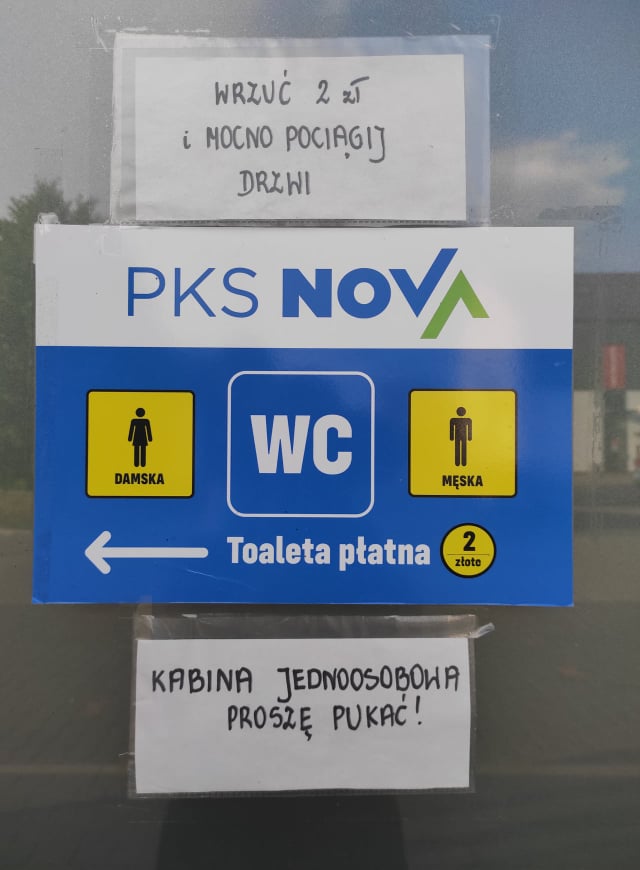 WRZUĆ 2 zł
i MOCNO POCIĄGIJ
DRZWI
PKS NOVA
DAMSKA
WC
MĘSKA
Toaleta płatna
2
złote
KABINA JEDNOOSOBOWA
PROSZĘ PUKAĆ!